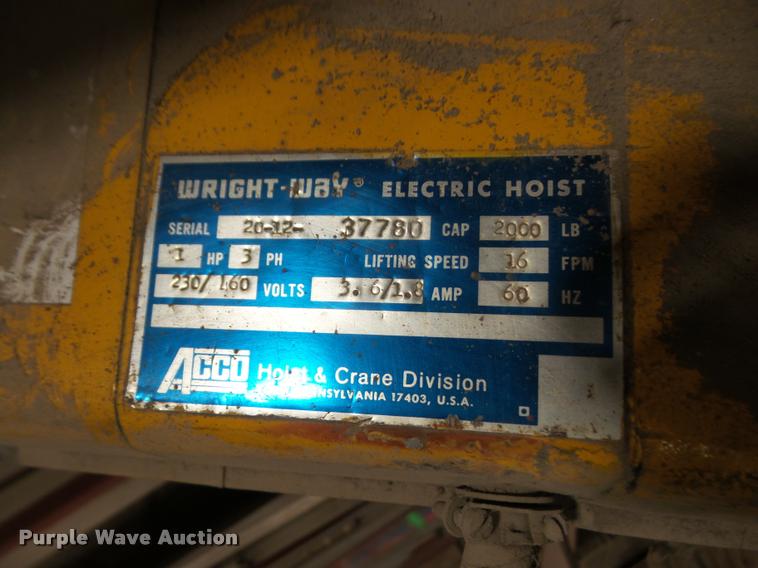 WRIGHT-WAY® ELECTRIC HOIST
SERIAL 20-12- 37780 CAP 2000 LB
1 HP 3 PH LIFTING SPEED 16 FPM
230/160 VOLTS 3.6/1.8 AMP 60 HZ
ACCO Hoist & Crane Division
NSYLVANIA 17403, U.S.A.
Purple Wave Auction®